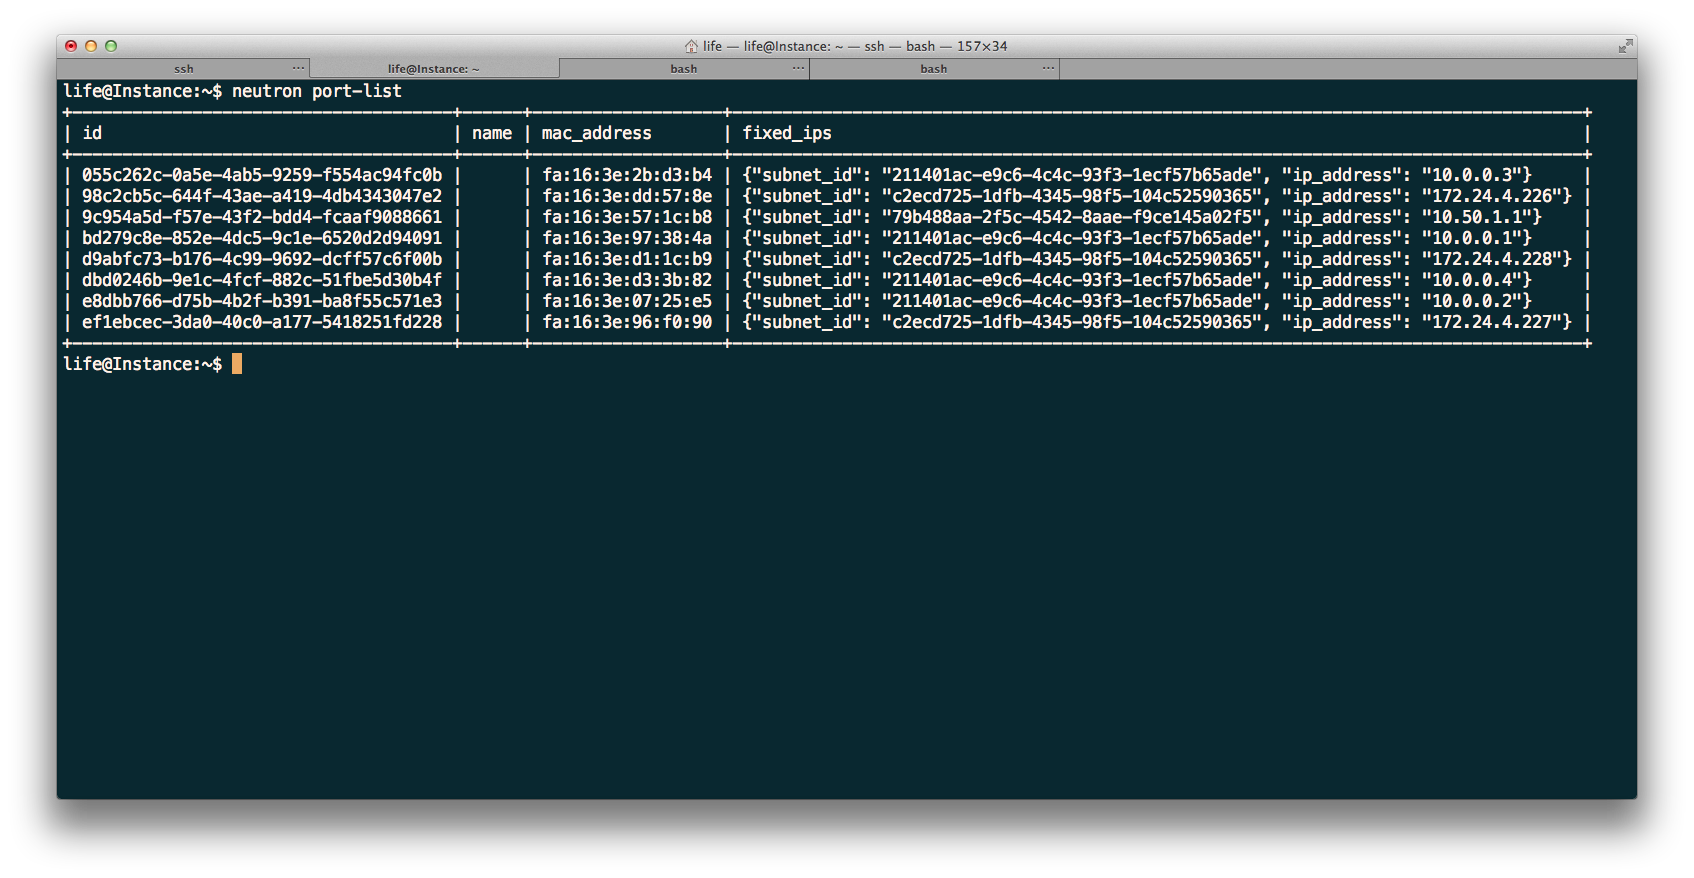 life — life@Instance: ~ — ssh — bash — 157×34
ssh ... life@Instance: ~ bash ... bash ...
life@Instance:~$ neutron port-list
+--------------------------------------+------+-------------------+-------------------------------------------------------------------------------------+
| id                                   | name | mac_address       | fixed_ips                                                                           |
+--------------------------------------+------+-------------------+-------------------------------------------------------------------------------------+
| 055c262c-0a5e-4ab5-9259-f554ac94fc0b |      | fa:16:3e:2b:d3:b4 | {"subnet_id": "211401ac-e9c6-4c4c-93f3-1ecf57b65ade", "ip_address": "10.0.0.3"}     |
| 98c2cb5c-644f-43ae-a419-4db4343047e2 |      | fa:16:3e:dd:57:8e | {"subnet_id": "c2ecd725-1dfb-4345-98f5-104c52590365", "ip_address": "172.24.4.226"} |
| 9c954a5d-f57e-43f2-bdd4-fcaaf9088661 |      | fa:16:3e:57:1c:b8 | {"subnet_id": "79b488aa-2f5c-4542-8aae-f9ce145a02f5", "ip_address": "10.50.1.1"}    |
| bd279c8e-852e-4dc5-9c1e-6520d2d94091 |      | fa:16:3e:97:38:4a | {"subnet_id": "211401ac-e9c6-4c4c-93f3-1ecf57b65ade", "ip_address": "10.0.0.1"}     |
| d9abfc73-b176-4c99-9692-dcff57c6f00b |      | fa:16:3e:d1:1c:b9 | {"subnet_id": "c2ecd725-1dfb-4345-98f5-104c52590365", "ip_address": "172.24.4.228"} |
| dbd0246b-9e1c-4fcf-882c-51fbe5d30b4f |      | fa:16:3e:d3:3b:82 | {"subnet_id": "211401ac-e9c6-4c4c-93f3-1ecf57b65ade", "ip_address": "10.0.0.4"}     |
| e8dbb766-d75b-4b2f-b391-ba8f55c571e3 |      | fa:16:3e:07:25:e5 | {"subnet_id": "211401ac-e9c6-4c4c-93f3-1ecf57b65ade", "ip_address": "10.0.0.2"}     |
| ef1ebcec-3da0-40c0-a177-5418251fd228 |      | fa:16:3e:96:f0:90 | {"subnet_id": "c2ecd725-1dfb-4345-98f5-104c52590365", "ip_address": "172.24.4.227"} |
+--------------------------------------+------+-------------------+-------------------------------------------------------------------------------------+
life@Instance:~$